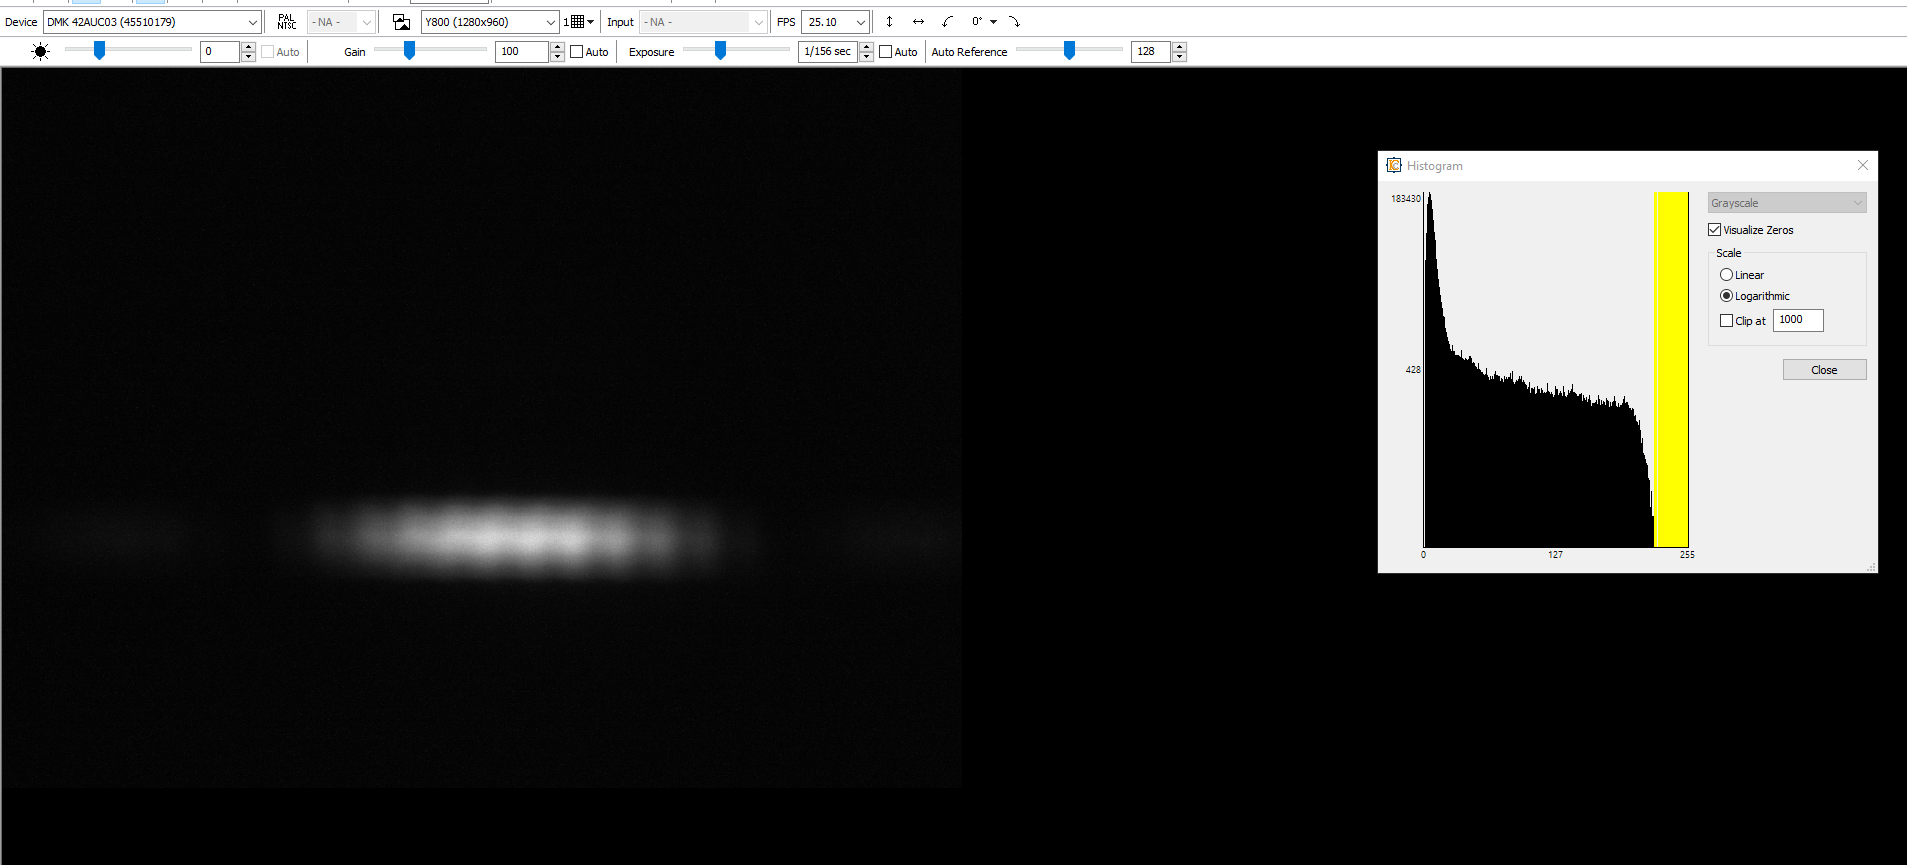 Device DMK 42AUC03 (45510179) PAL NTSC - NA - Y800 (1280x960) 1 Input - NA - FPS 25.10 0°
0 Auto Gain 100 Auto Exposure 1/156 sec Auto Auto Reference 128
Histogram
183430
428
0 127 255
Grayscale
Visualize Zeros
Scale
Linear
Logarithmic
Clip at 1000
Close